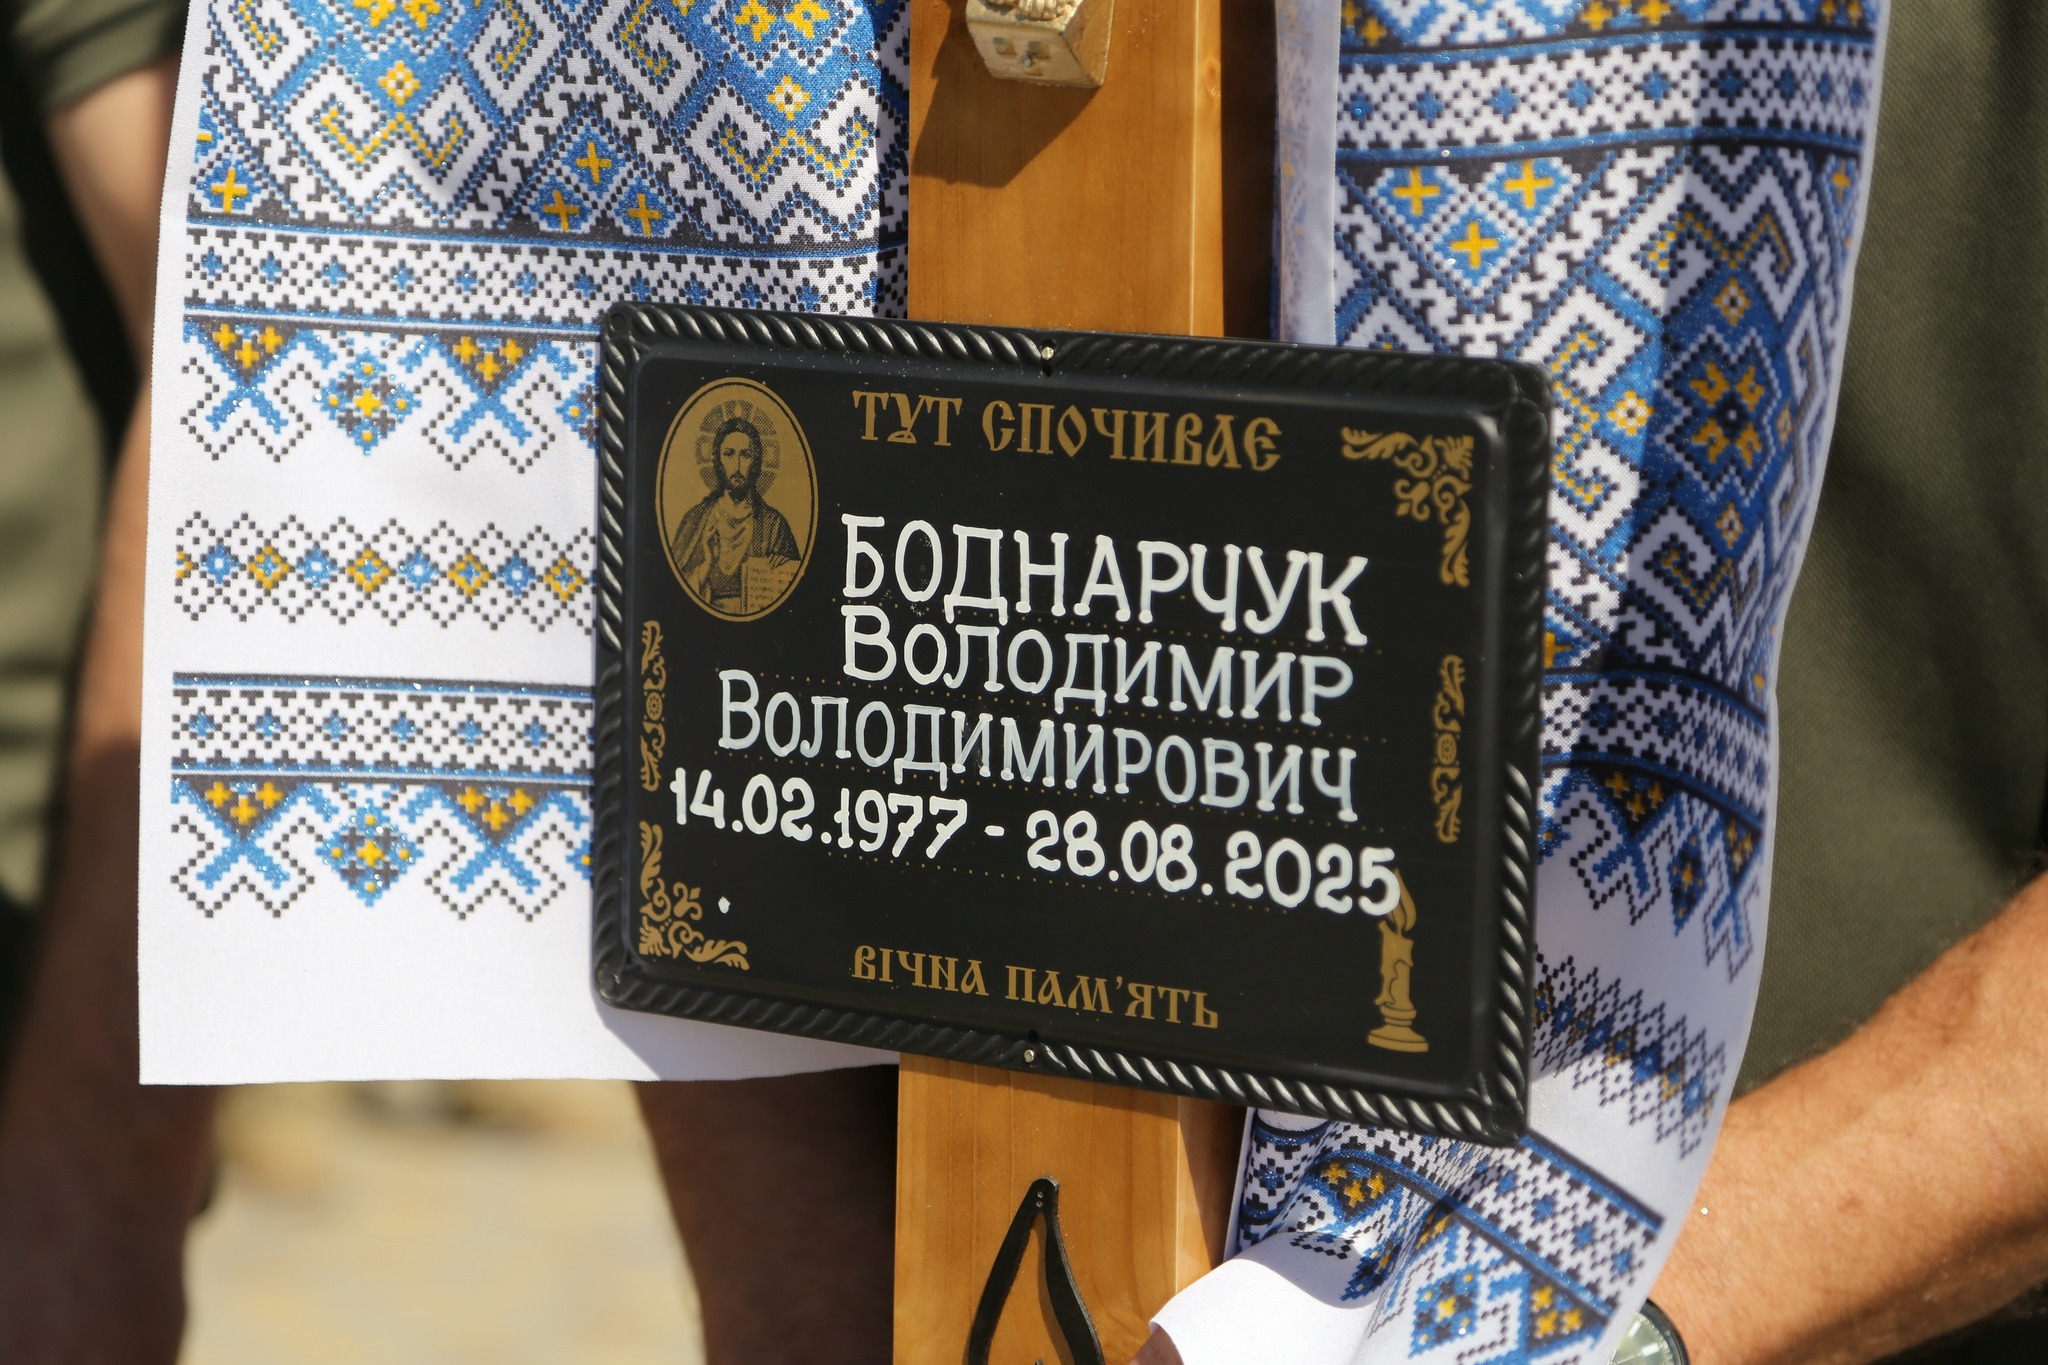 ТУТ СПОЧИВАЄ
БОДНАРЧУК
ВОЛОДИМИР
ВОЛОДИМИРОВИЧ
14.02.1977 - 28.08.2025
ВІЧНА ПАМ'ЯТЬ